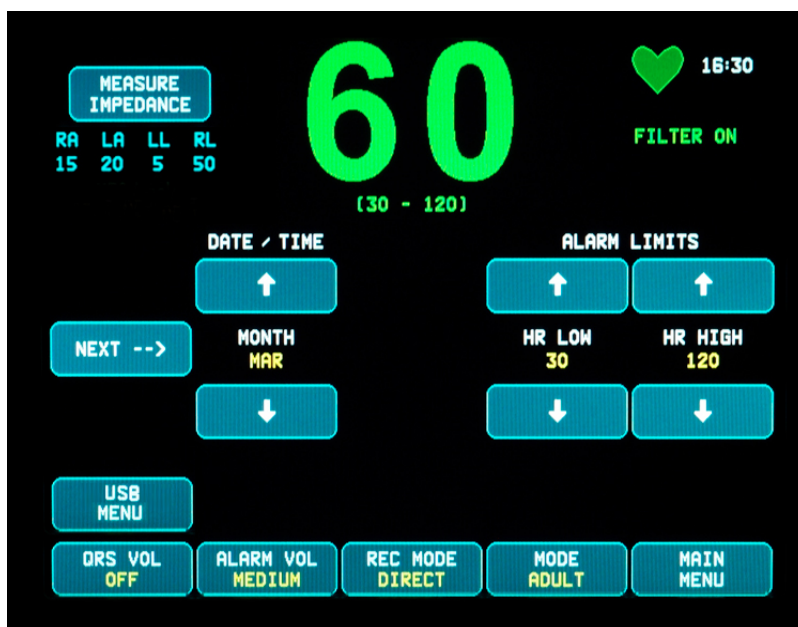 MEASURE
IMPEDANCE
RA LA LL RL
15 20 5 50
60
(30 - 120)
16:30
FILTER ON
DATE / TIME
ALARM LIMITS
NEXT -->
MONTH
MAR
HR LOW
30
HR HIGH
120
USB
MENU
QRS VOL
OFF
ALARM VOL
MEDIUM
REC MODE
DIRECT
MODE
ADULT
MAIN
MENU